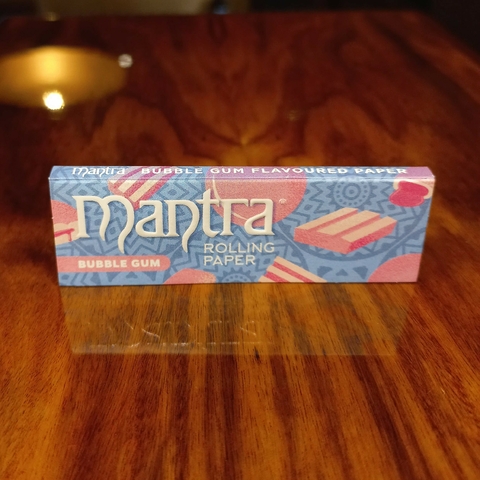 mantra BUBBLE GUM FLAVOURED PAPER
mantra
ROLLING
PAPER
BUBBLE GUM